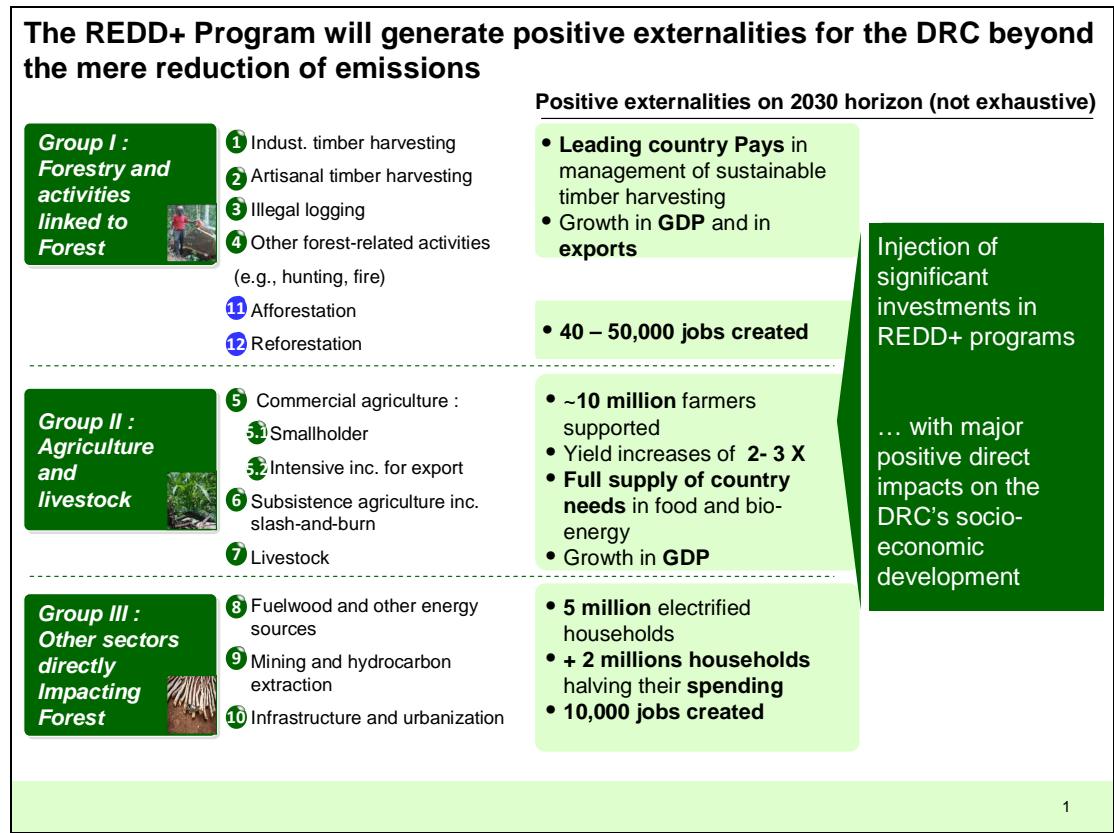 The REDD+ Program will generate positive externalities for the DRC beyond
the mere reduction of emissions
Positive externalities on 2030 horizon (not exhaustive)
Group I :
Forestry and
activities
linked to
Forest
1 Indust. timber harvesting
2 Artisanal timber harvesting
3 Illegal logging
4 Other forest-related activities
(e.g., hunting, fire)
11 Afforestation
12 Reforestation
• Leading country Pays in
management of sustainable
timber harvesting
• Growth in GDP and in
exports
• 40 – 50,000 jobs created
Group II :
Agriculture
and
livestock
5 Commercial agriculture :
5.1 Smallholder
5.2 Intensive inc. for export
6 Subsistence agriculture inc.
slash-and-burn
7 Livestock
• ~10 million farmers
supported
• Yield increases of 2- 3 X
• Full supply of country
needs in food and bio-
energy
• Growth in GDP
Group III :
Other sectors
directly
Impacting
Forest
8 Fuelwood and other energy
sources
9 Mining and hydrocarbon
extraction
10 Infrastructure and urbanization
• 5 million electrified
households
• + 2 millions households
halving their spending
• 10,000 jobs created
Injection of
significant
investments in
REDD+ programs
… with major
positive direct
impacts on the
DRC's socio-
economic
development
1